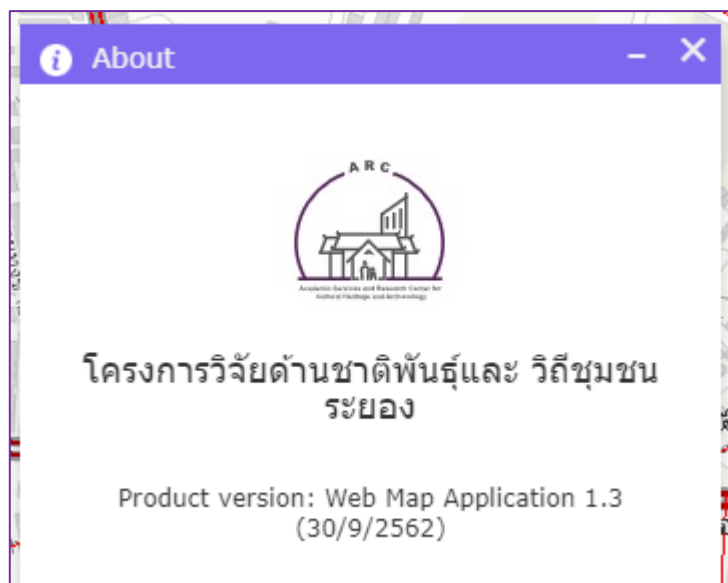 About
ARC
Academic Services and Research Center for
Cultural Heritage and Archaeology
โครงการวิจัยด้านชาติพันธุ์และ วิถีชุมชน
ระยอง
Product version: Web Map Application 1.3
(30/9/2562)